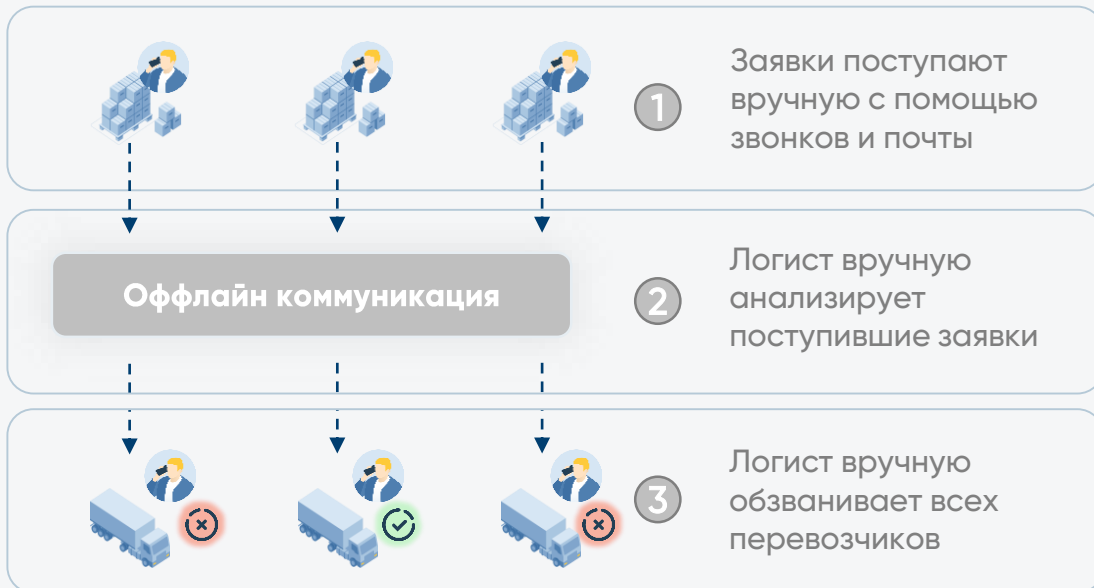 1
Заявки поступают
вручную с помощью
звонков и почты
Оффлайн коммуникация
2
Логист вручную
анализирует
поступившие заявки
3
Логист вручную
обзванивает всех
перевозчиков